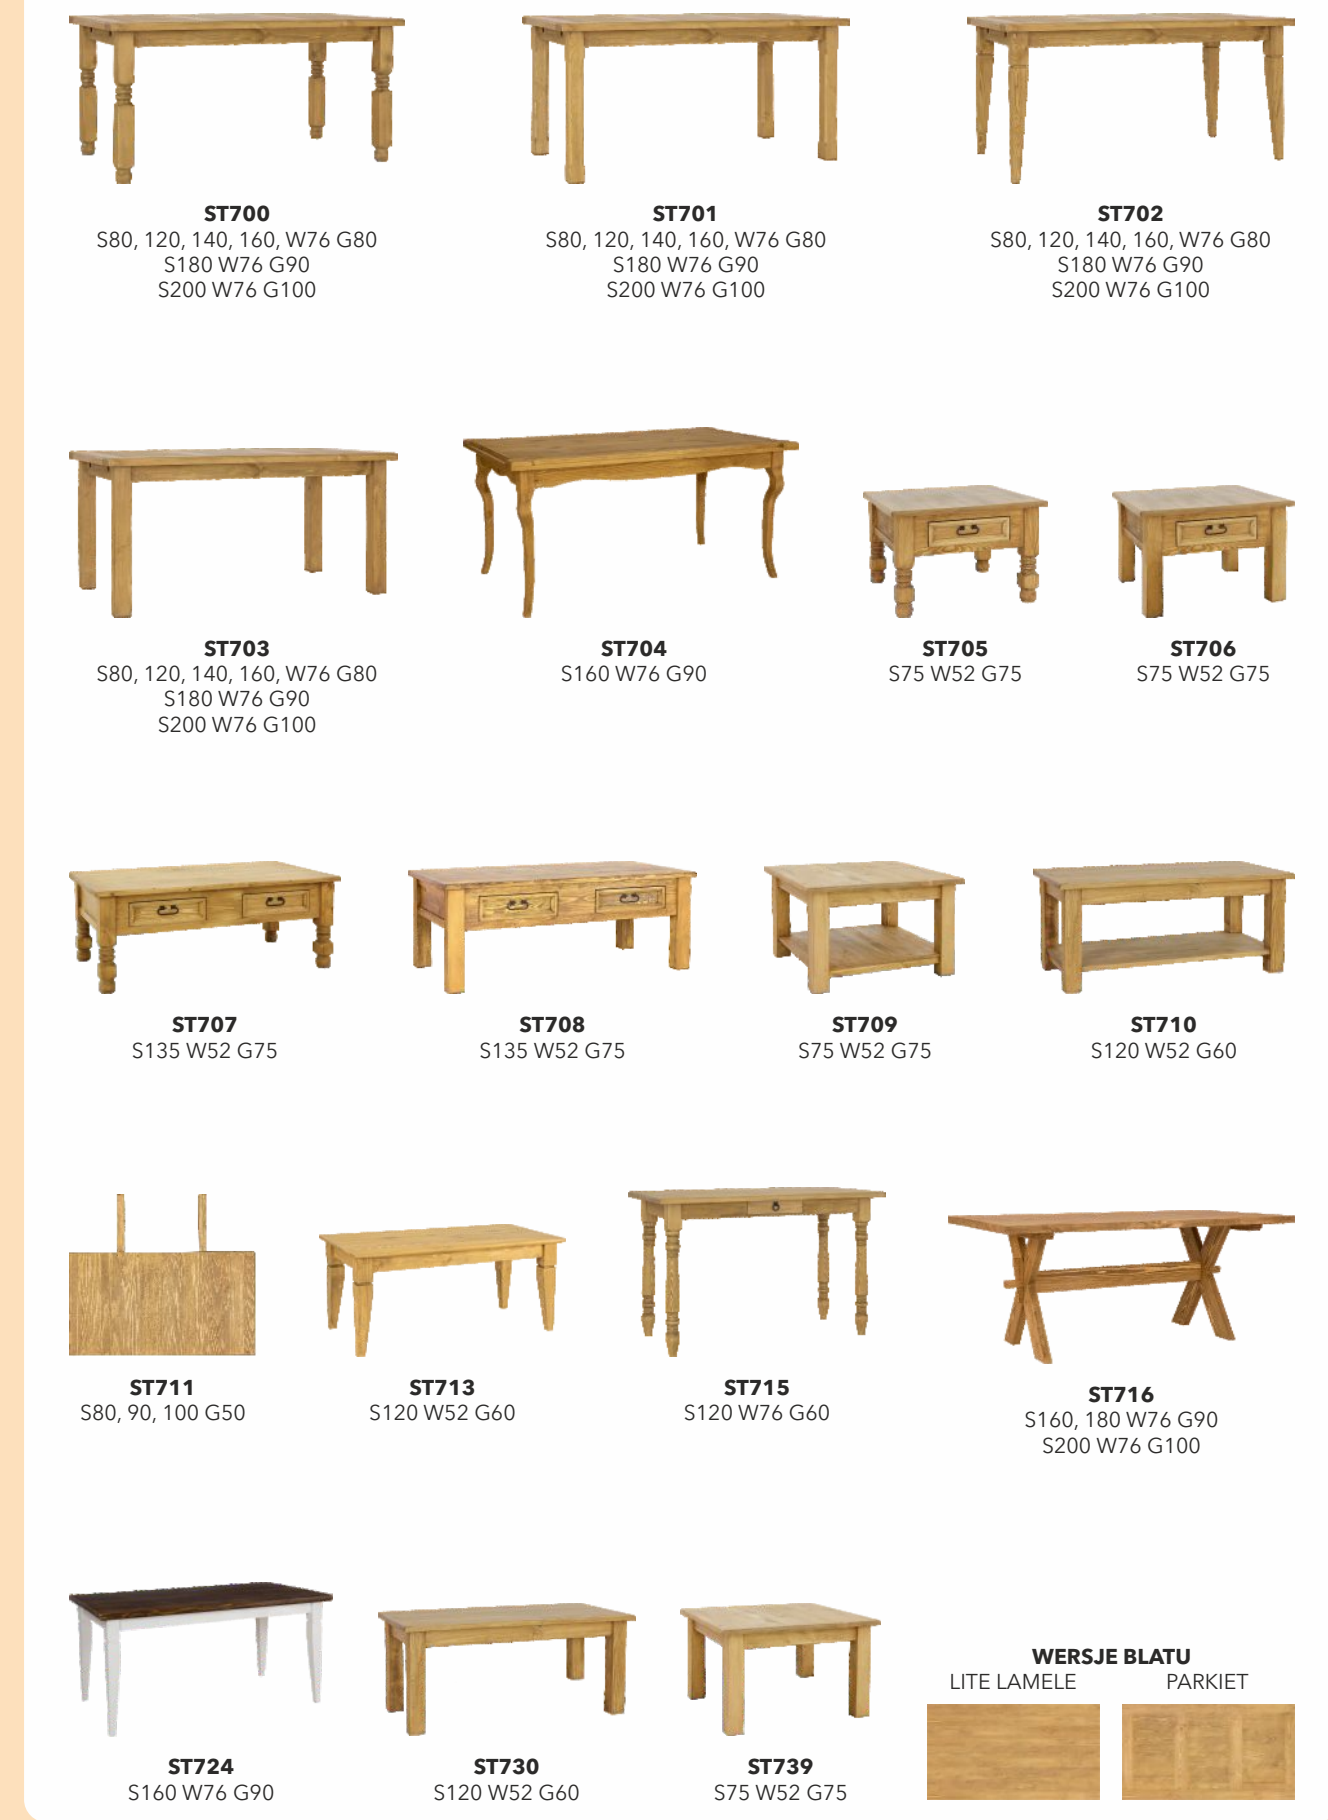 ST700
S80, 120, 140, 160, W76 G80
S180 W76 G90
S200 W76 G100
ST701
S80, 120, 140, 160, W76 G80
S180 W76 G90
S200 W76 G100
ST702
S80, 120, 140, 160, W76 G80
S180 W76 G90
S200 W76 G100
ST703
S80, 120, 140, 160, W76 G80
S180 W76 G90
S200 W76 G100
ST704
S160 W76 G90
ST705
S75 W52 G75
ST706
S75 W52 G75
ST707
S135 W52 G75
ST708
S135 W52 G75
ST709
S75 W52 G75
ST710
S120 W52 G60
ST711
S80, 90, 100 G50
ST713
S120 W52 G60
ST715
S120 W76 G60
ST716
S160, 180 W76 G90
S200 W76 G100
ST724
S160 W76 G90
ST730
S120 W52 G60
ST739
S75 W52 G75
WERSJE BLATU
LITE LAMELE
PARKIET